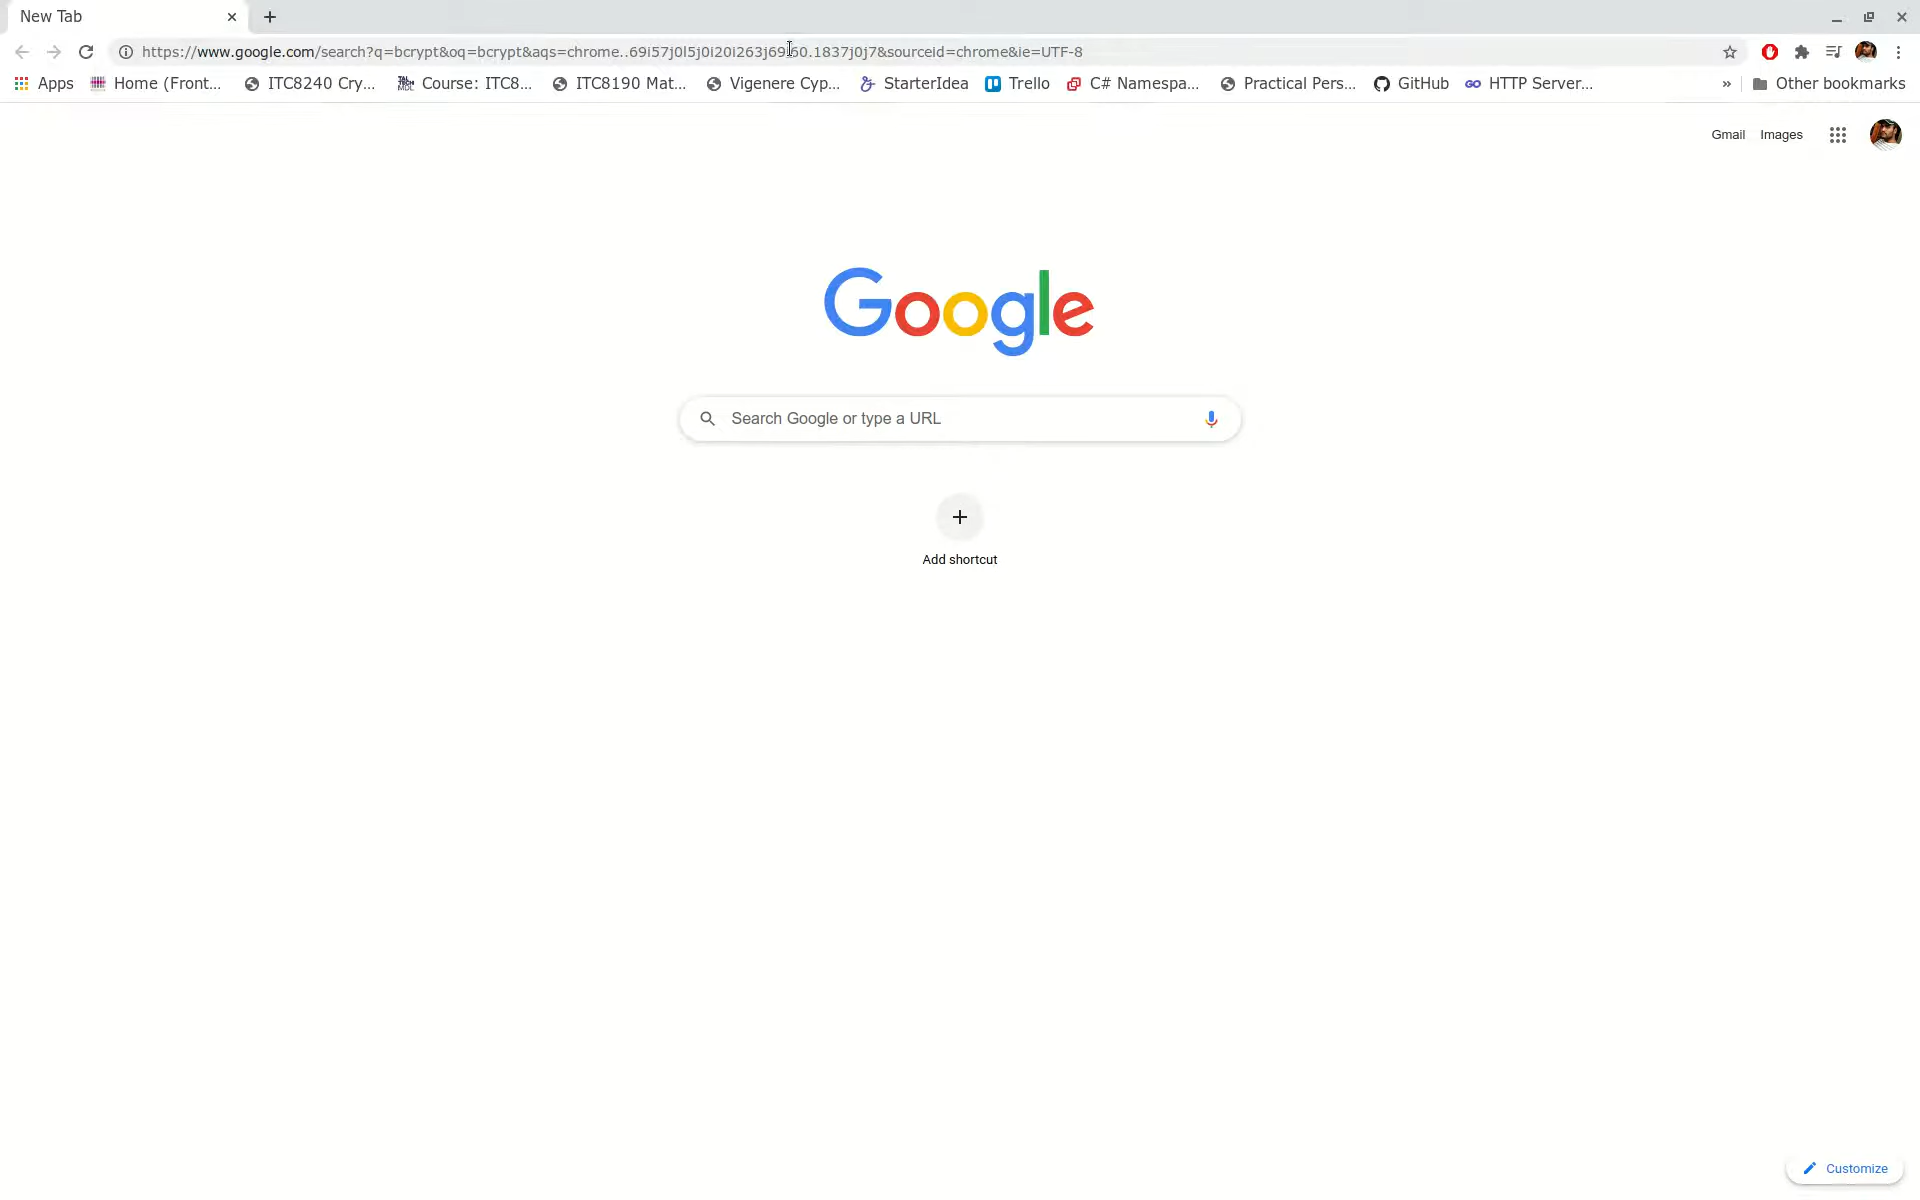 New Tab
https://www.google.com/search?q=bcrypt&oq=bcrypt&aqs=chrome..69i57j0l5j0i20i263j69i60.1837j0j7&sourceid=chrome&ie=UTF-8
Apps Home (Front... ITC8240 Cry... Course: ITC8... ITC8190 Mat... Vigenere Cyp... StarterIdea Trello C# Namespa... Practical Pers... GitHub GO HTTP Server... » Other bookmarks
Gmail Images
Google
Search Google or type a URL
Add shortcut
Customize